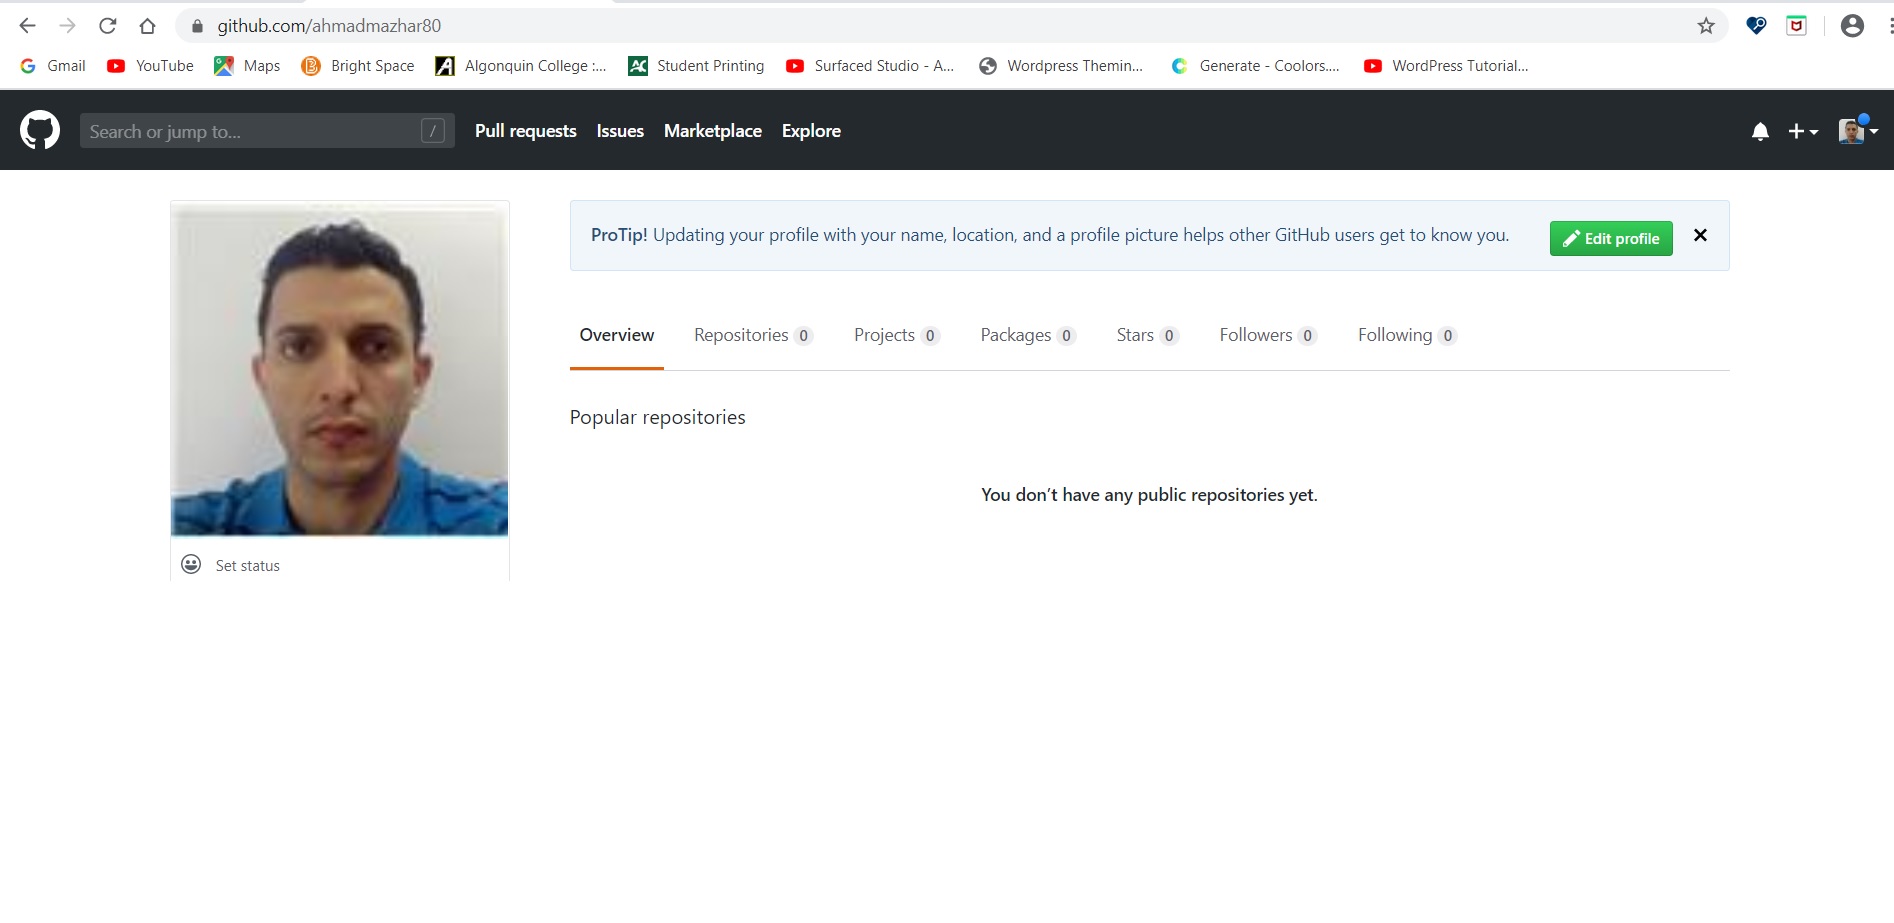 github.com/ahmadmazhar80
Gmail YouTube Maps Bright Space Algonquin College :... Student Printing Surfaced Studio - A... Wordpress Themin... Generate - Coolors.... WordPress Tutorial...
Search or jump to... / Pull requests Issues Marketplace Explore
ProTip! Updating your profile with your name, location, and a profile picture helps other GitHub users get to know you. Edit profile
Overview Repositories 0 Projects 0 Packages 0 Stars 0 Followers 0 Following 0
Popular repositories
You don’t have any public repositories yet.
Set status